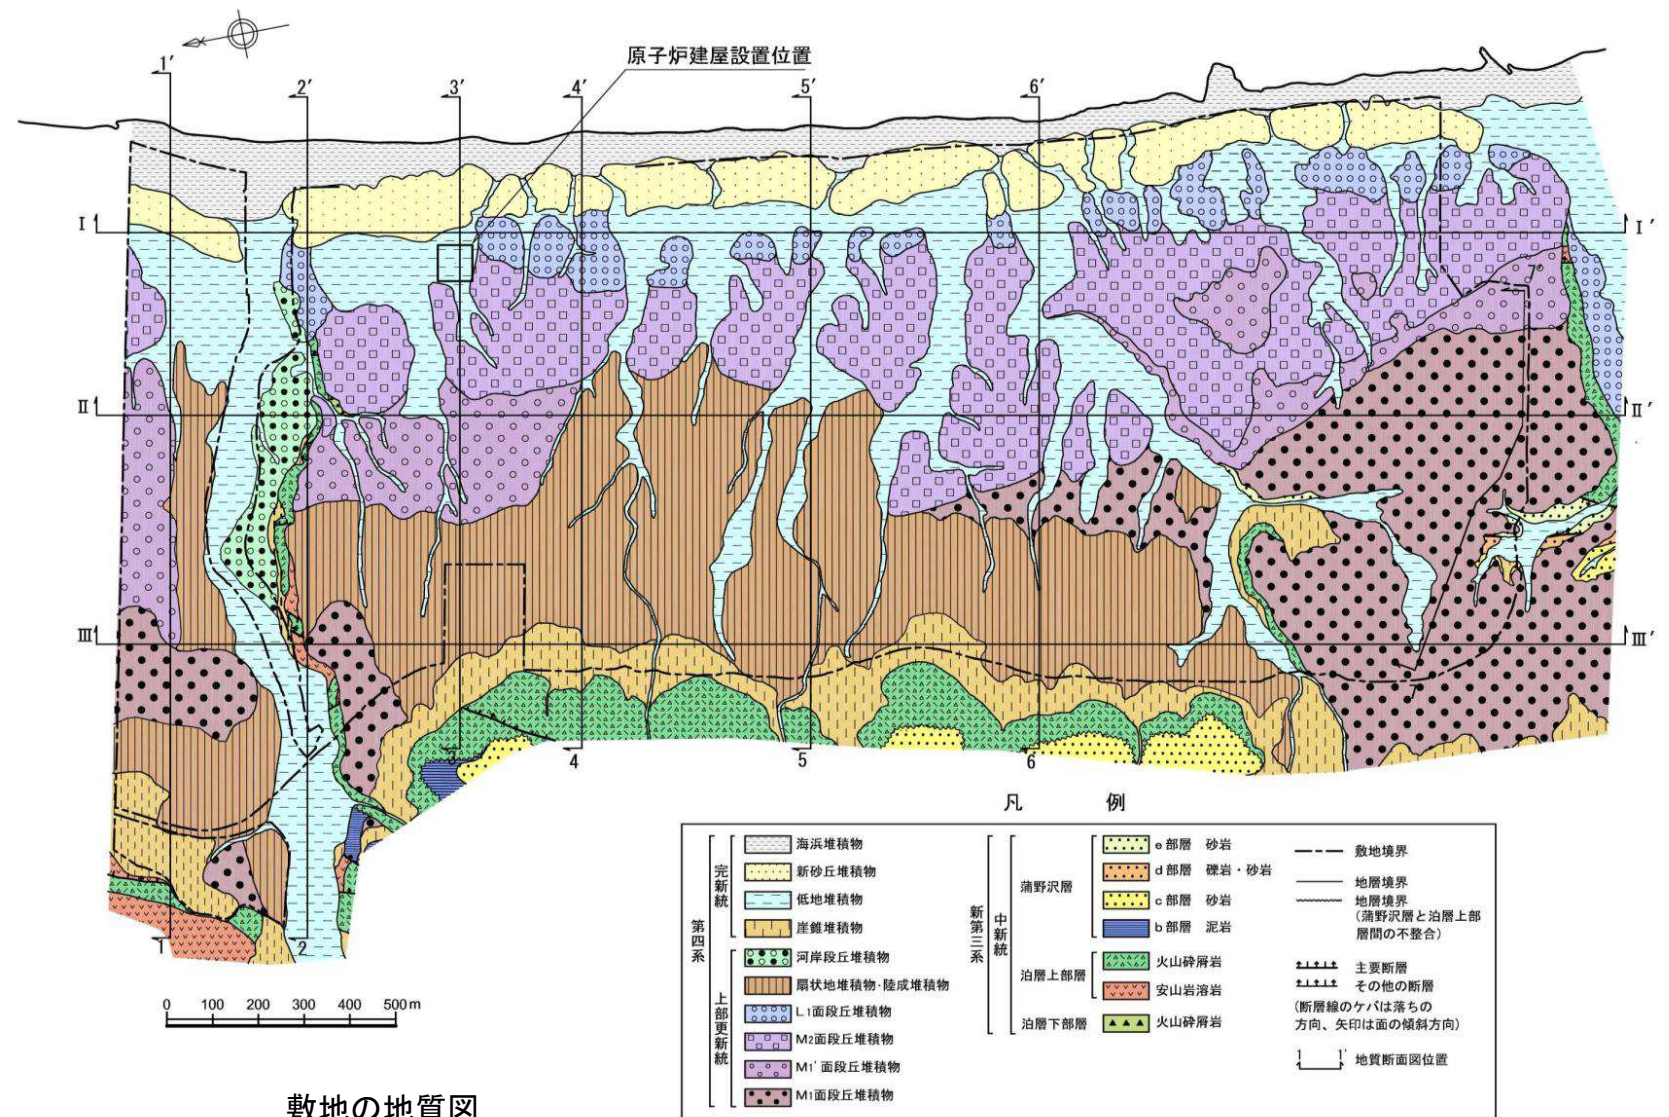 原子炉建屋設置位置
1′
2′
3′
4′
5′
6′
I
I′
II
II′
III
III′
3
4
5
6
1
2
0 100 200 300 400 500m
敷地の地質図
凡 例
第四系
完新統
海浜堆積物
新砂丘堆積物
低地堆積物
崖錐堆積物
上部更新統
河岸段丘堆積物
扇状地堆積物・陸成堆積物
L1面段丘堆積物
M2面段丘堆積物
M1′面段丘堆積物
M1面段丘堆積物
新第三系
中新統
蒲野沢層
e部層 砂岩
d部層 礫岩・砂岩
c部層 砂岩
b部層 泥岩
泊層上部層
火山砕屑岩
安山岩溶岩
泊層下部層
火山砕屑岩
敷地境界
地層境界
地層境界
(蒲野沢層と泊層上部
層間の不整合)
主要断層
その他の断層
(断層線のケバは落ちの
方向、矢印は面の傾斜方向)
1 1′
地質断面図位置